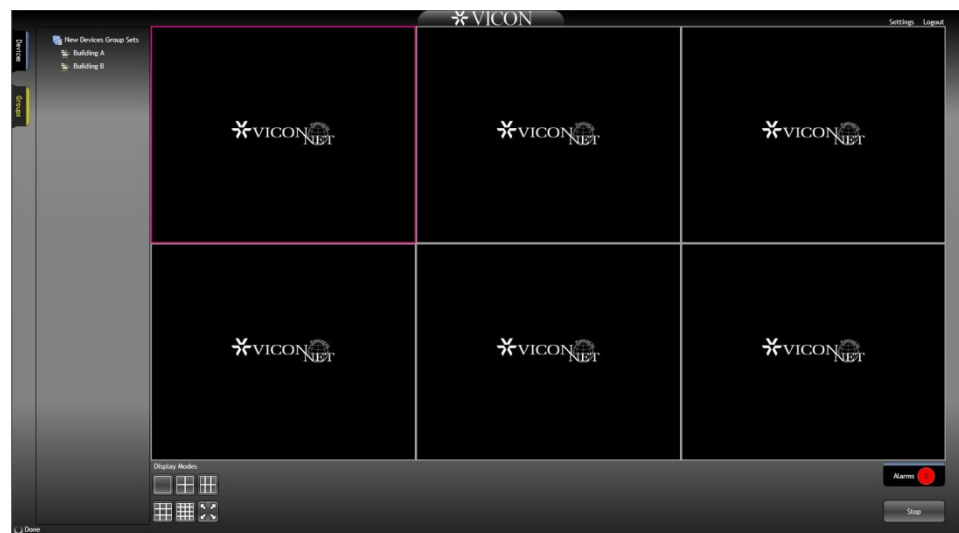 VICON
Settings Logout
Devices
Groups
New Devices Group Sets
Building A
Building B
VICONNET
VICONNET
VICONNET
VICONNET
VICONNET
VICONNET
Display Modes
Alarms
Stop
Done